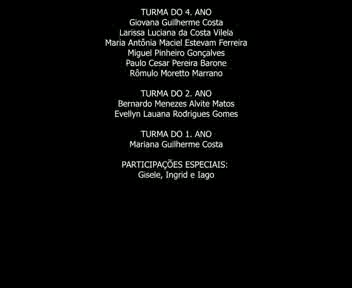 TURMA DO 4. ANO
Giovana Guilherme Costa
Larissa Luciana da Costa Vilela
Maria Antônia Maciel Estevam Ferreira
Miguel Pinheiro Gonçalves
Paulo Cesar Pereira Barone
Rômulo Moretto Marrano
TURMA DO 2. ANO
Bernardo Menezes Alvite Matos
Evellyn Lauana Rodrigues Gomes
TURMA DO 1. ANO
Mariana Guilherme Costa
PARTICIPAÇÕES ESPECIAIS:
Gisele, Ingrid e Iago